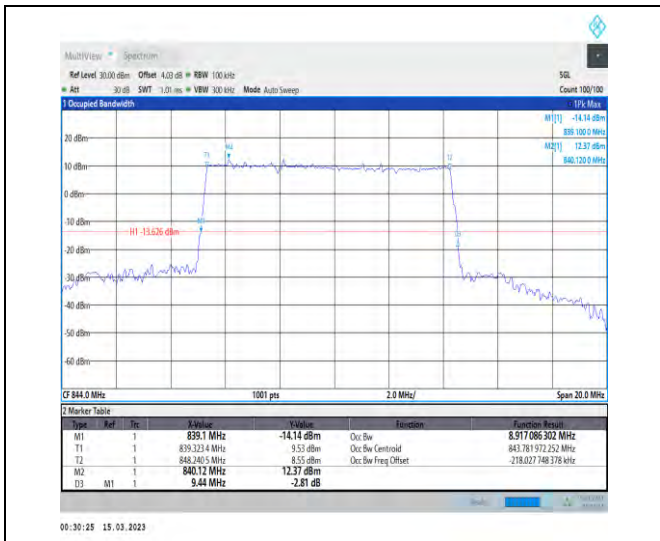 MultiView Spectrum
Ref Level 30.00 dBm Offset 4.03 dB RBW 100 kHz SGL
Att 30 dB SWT 1.01 ms VBW 300 kHz Mode Auto Sweep Count 100/100
1 Occupied Bandwidth 1Pk Max
M1[1] -14.14 dBm
839.100 0 MHz
M2[1] 12.37 dBm
840.120 0 MHz
20 dBm
M2
T1
T2
10 dBm
0 dBm
-10 dBm
M1
H1 -13.626 dBm
D3
-20 dBm
-30 dBm
-40 dBm
-50 dBm
-60 dBm
CF 844.0 MHz 1001 pts 2.0 MHz/ Span 20.0 MHz
2 Marker Table
Type Ref Trc X-Value Y-Value Function Function Result
M1 1 839.1 MHz -14.14 dBm Occ Bw 8.917 086 302 MHz
T1 1 839.323 4 MHz 9.53 dBm Occ Bw Centroid 843.781 972 252 MHz
T2 1 848.240 5 MHz 8.55 dBm Occ Bw Freq Offset -218.027 748 378 kHz
M2 1 840.12 MHz 12.37 dBm
D3 M1 1 9.44 MHz -2.81 dB
00:30:25 15.03.2023